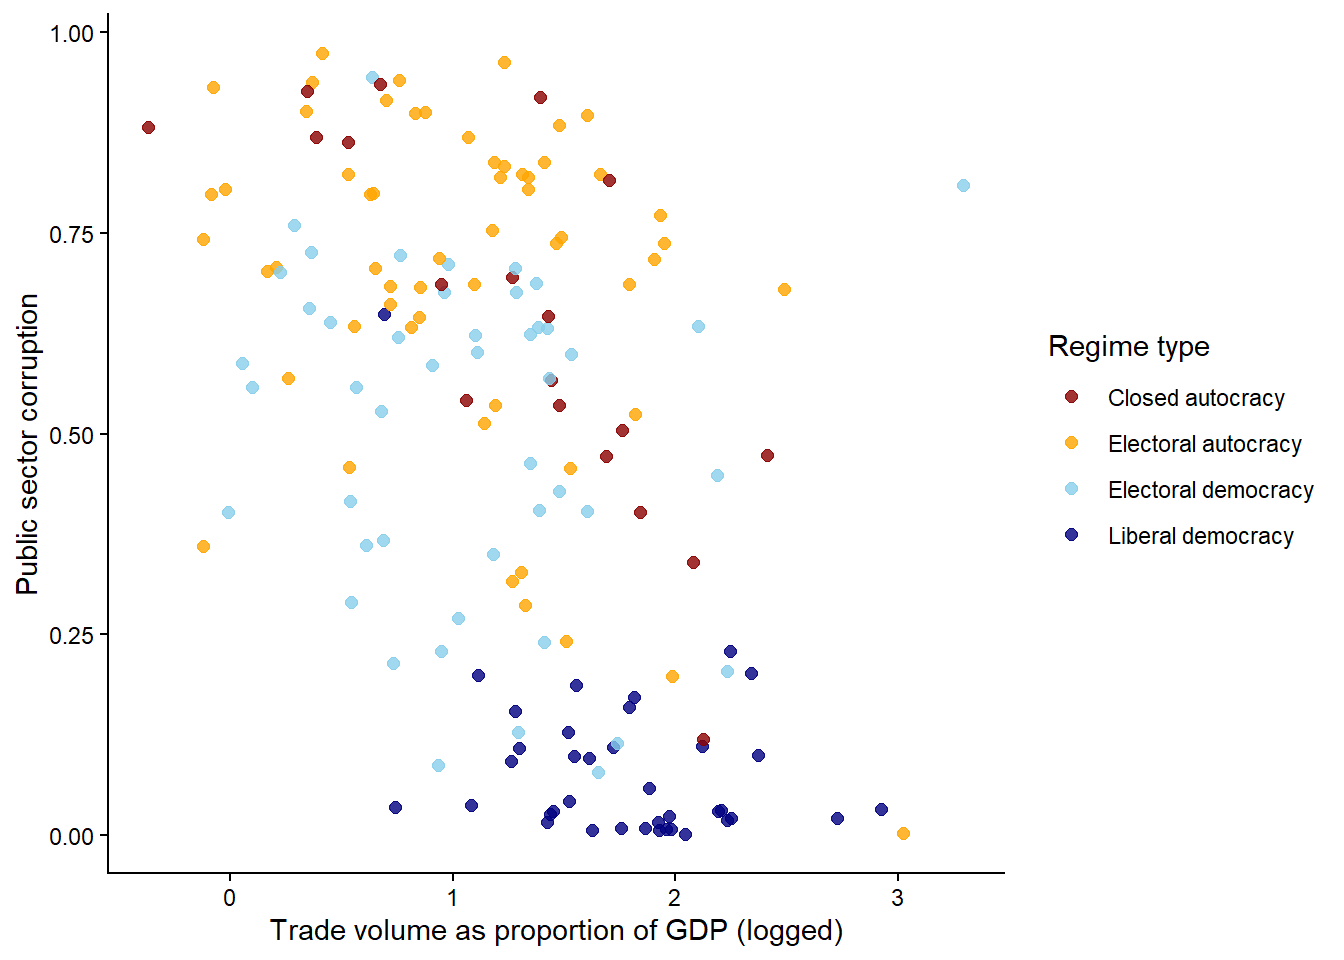 1.00
0.75
0.50
0.25
0.00
Public sector corruption
0 1 2 3
Trade volume as proportion of GDP (logged)
Regime type
Closed autocracy
Electoral autocracy
Electoral democracy
Liberal democracy